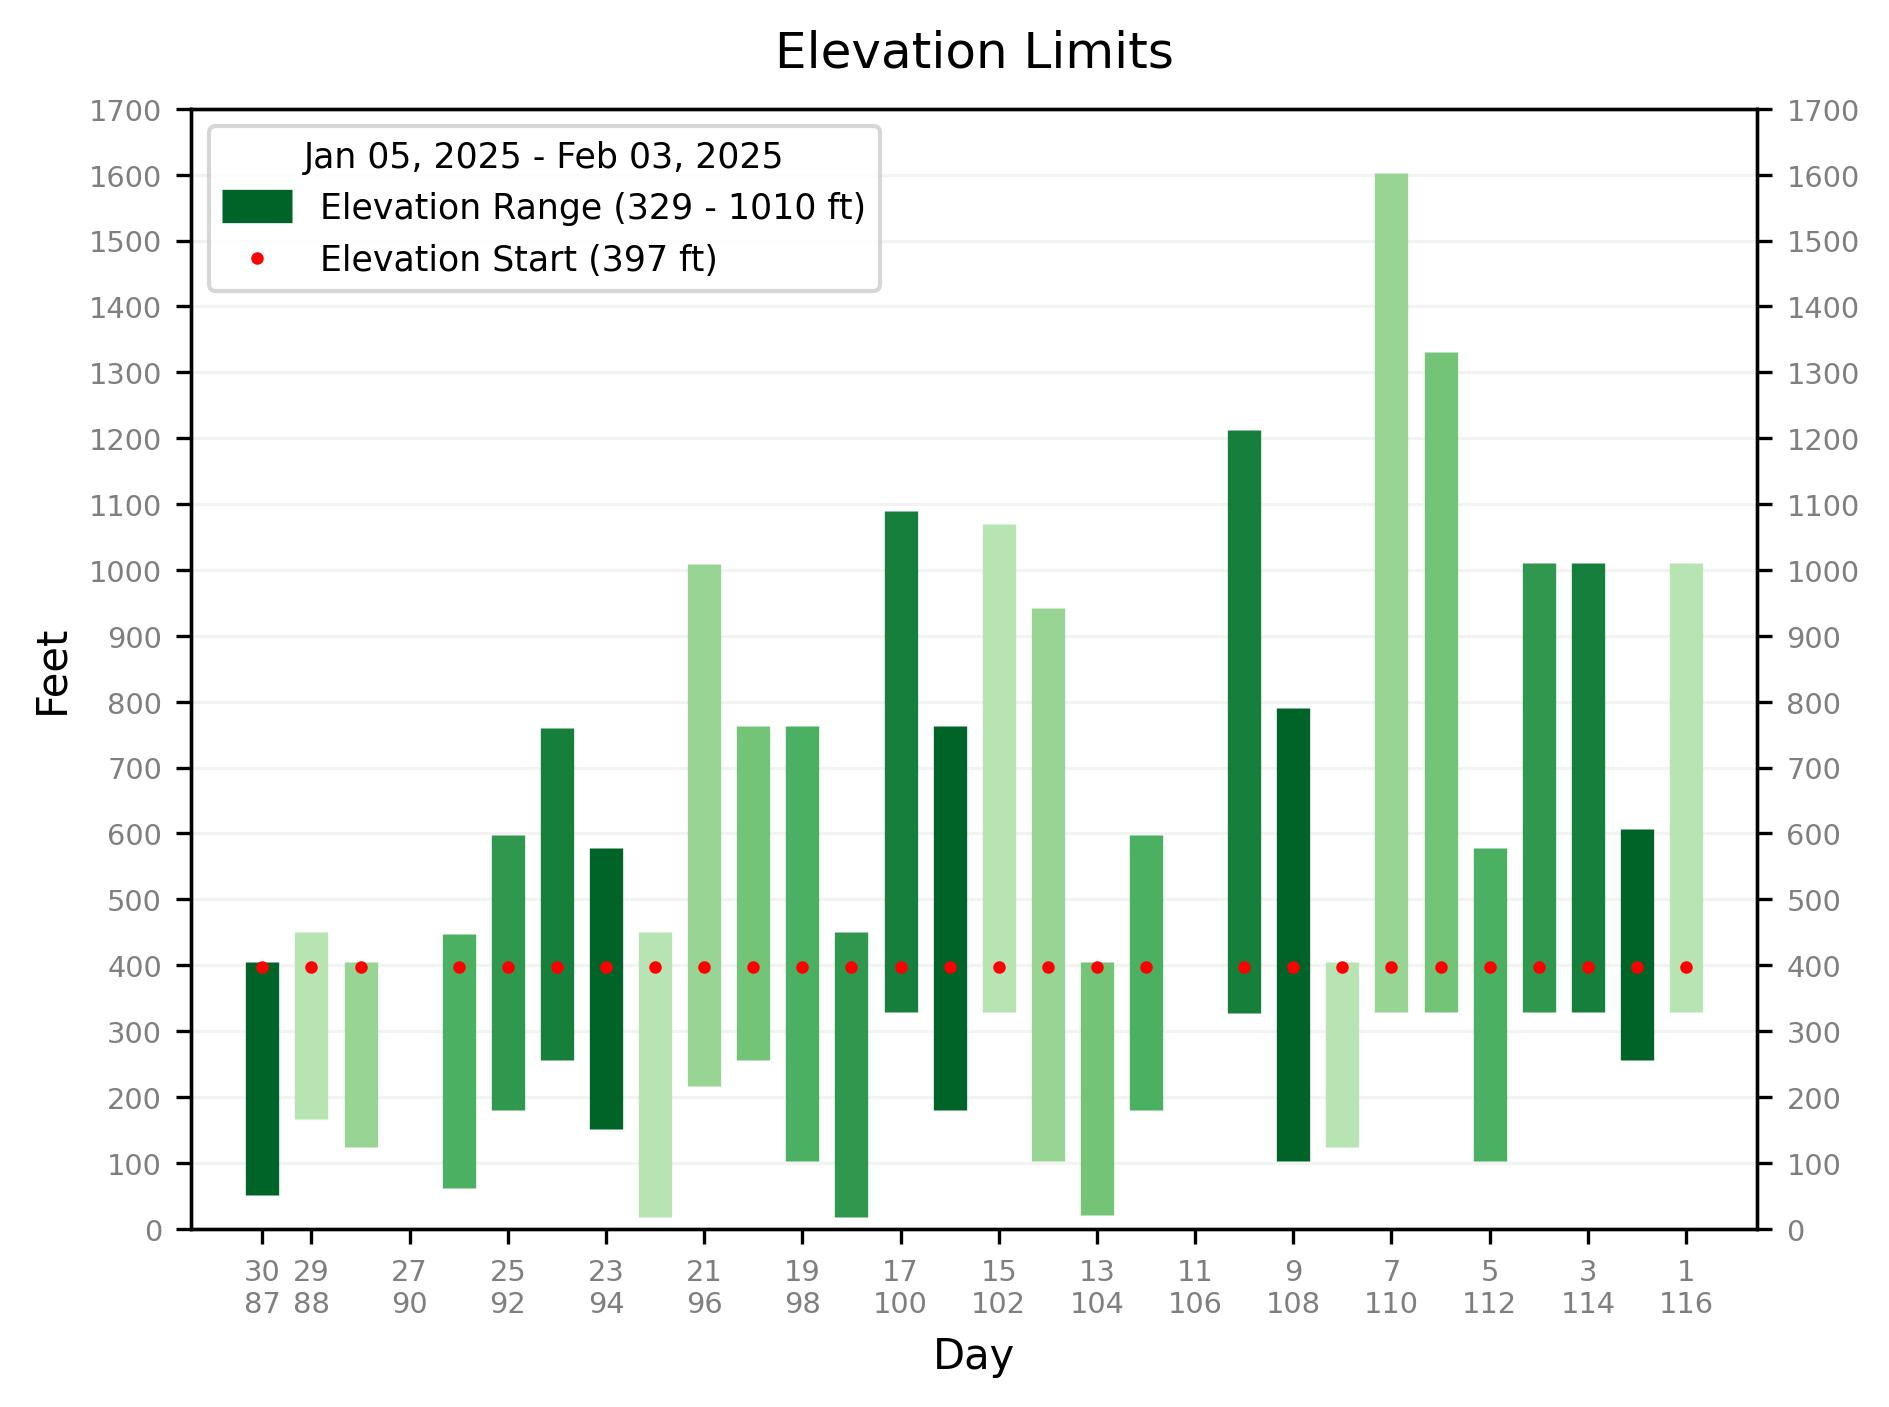 Elevation Limits
Jan 05, 2025 - Feb 03, 2025
Elevation Range (329 - 1010 ft)
Elevation Start (397 ft)
Feet
1700 1700
1600 1600
1500 1500
1400 1400
1300 1300
1200 1200
1100 1100
1000 1000
900 900
800 800
700 700
600 600
500 500
400 400
300 300
200 200
100 100
0 0
30 29 27 25 23 21 19 17 15 13 11 9 7 5 3 1
87 88 90 92 94 96 98 100 102 104 106 108 110 112 114 116
Day